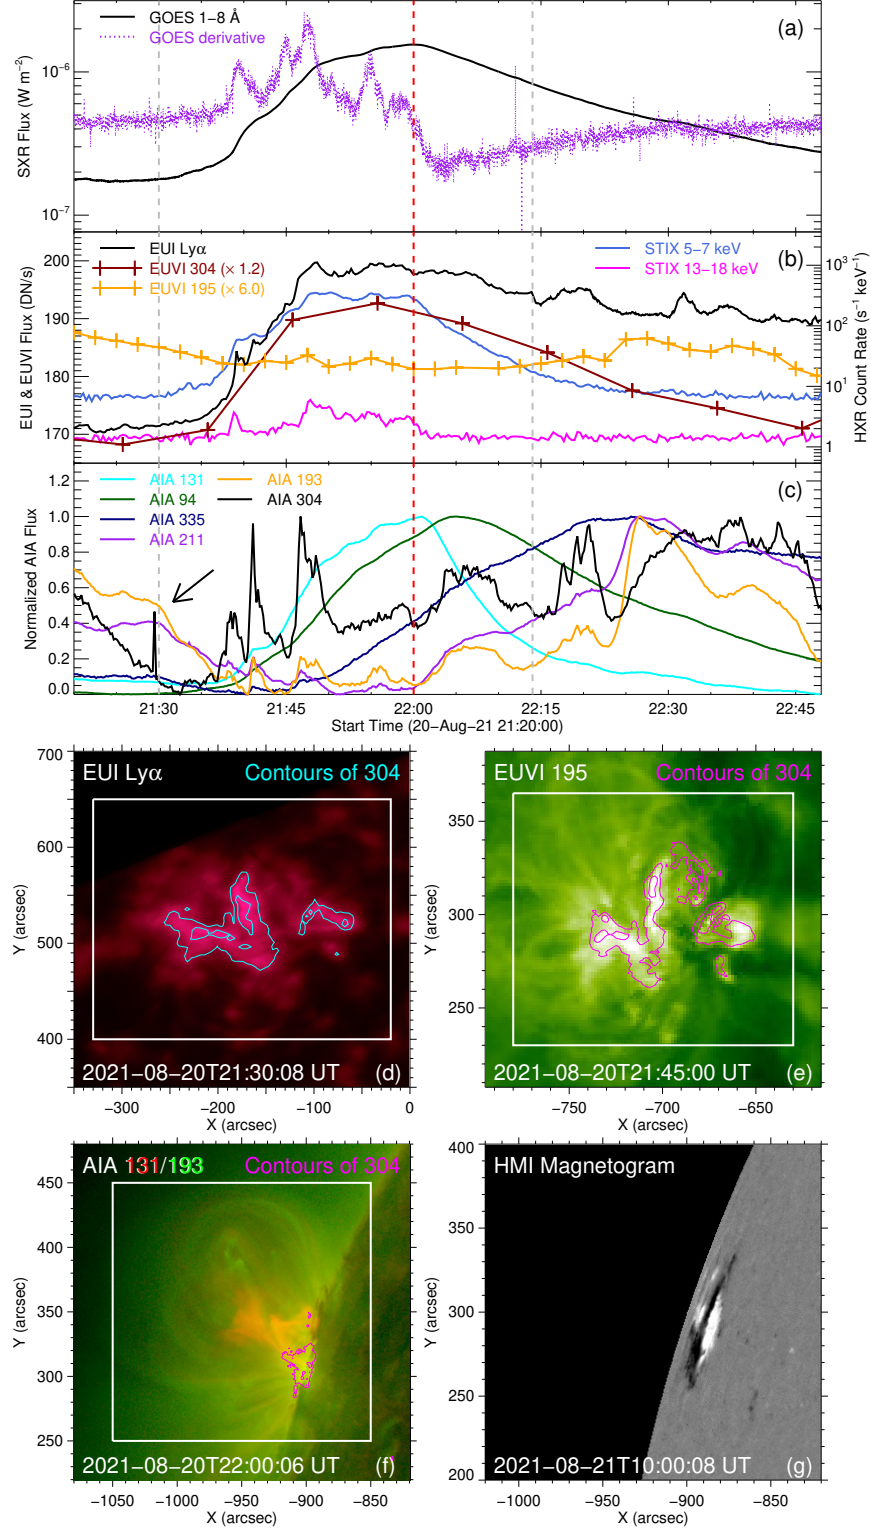 GOES 1−8 Å
GOES derivative
(a)
SXR Flux (W m⁻²)
10⁻⁶
10⁻⁷
EUI Lyα
EUVI 304 (× 1.2)
EUVI 195 (× 6.0)
STIX 5−7 keV
STIX 13−18 keV
(b)
EUI & EUVI Flux (DN/s)
200
190
180
170
HXR Count Rate (s⁻¹ keV⁻¹)
10³
10²
10¹
1
AIA 131
AIA 94
AIA 335
AIA 211
AIA 193
AIA 304
(c)
Normalized AIA Flux
1.2
1.0
0.8
0.6
0.4
0.2
0.0
21:30 21:45 22:00 22:15 22:30 22:45
Start Time (20−Aug−21 21:20:00)
EUI Lyα Contours of 304
2021−08−20T21:30:08 UT (d)
Y (arcsec)
700
600
500
400
−300 −200 −100 0
X (arcsec)
EUVI 195 Contours of 304
2021−08−20T21:45:00 UT (e)
Y (arcsec)
350
300
250
−750 −700 −650
X (arcsec)
AIA 131/193 Contours of 304
2021−08−20T22:00:06 UT (f)
Y (arcsec)
450
400
350
300
250
−1050 −1000 −950 −900 −850
X (arcsec)
HMI Magnetogram
2021−08−21T10:00:08 UT (g)
Y (arcsec)
400
350
300
250
200
−1000 −950 −900 −850
X (arcsec)